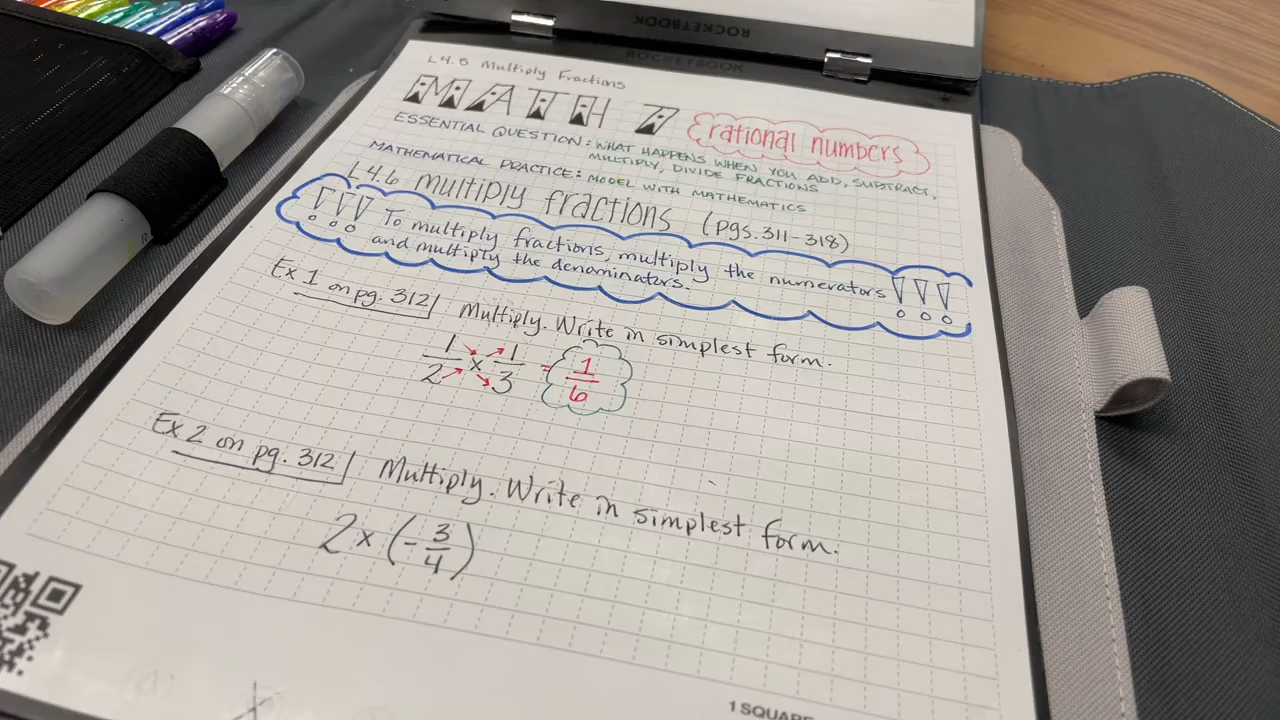 ROCKETBOOK
ROCKETBOOK
L4.5 Multiply Fractions
MATH 7 rational numbers
ESSENTIAL QUESTION: WHAT HAPPENS WHEN YOU ADD, SUBTRACT,
MULTIPLY, DIVIDE FRACTIONS
MATHEMATICAL PRACTICE: MODEL WITH MATHEMATICS
L4.6 multiply fractions (pgs. 311-318)
To multiply fractions, multiply the numerators
and multiply the denominators.
Ex 1 on pg. 312 Multiply. Write in simplest form.
1/2 x 1/3 = 1/6
Ex 2 on pg. 312 Multiply. Write in simplest form.
2 x (-3/4)
1 SQUARE